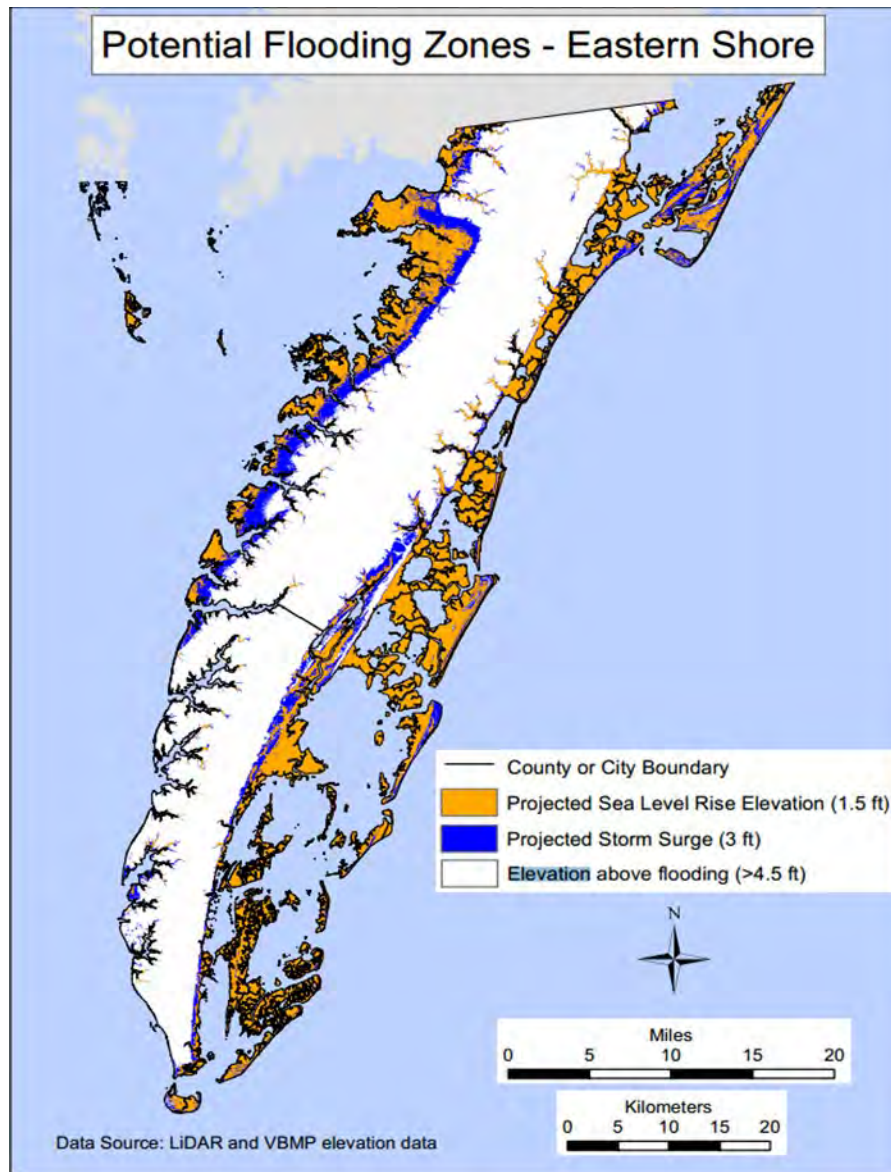 Potential Flooding Zones - Eastern Shore
County or City Boundary
Projected Sea Level Rise Elevation (1.5 ft)
Projected Storm Surge (3 ft)
Elevation above flooding (>4.5 ft)
N
Miles
0 5 10 15 20
Kilometers
0 5 10 15 20
Data Source: LiDAR and VBMP elevation data